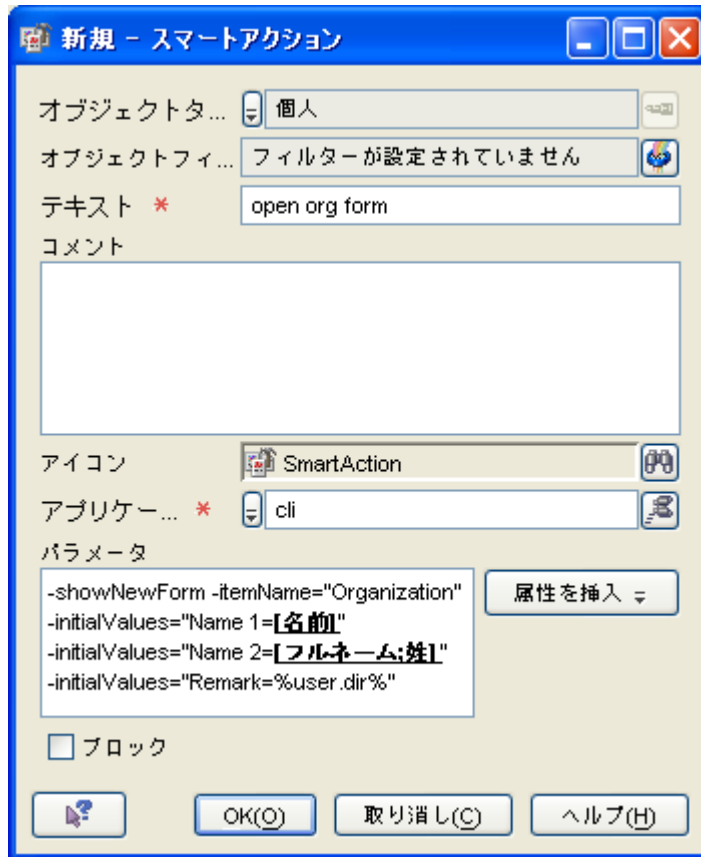 新規 - スマートアクション
オブジェクトタ... 個人
オブジェクトフィ... フィルターが設定されていません
テキスト * open org form
コメント
アイコン SmartAction
アプリケー... * cli
パラメータ
-showNewForm -itemName="Organization" 属性を挿入
-initialValues="Name 1=[名前]"
-initialValues="Name 2=[フルネーム;姓]"
-initialValues="Remark=%user.dir%"
ブロック
OK(O) 取り消し(C) ヘルプ(H)